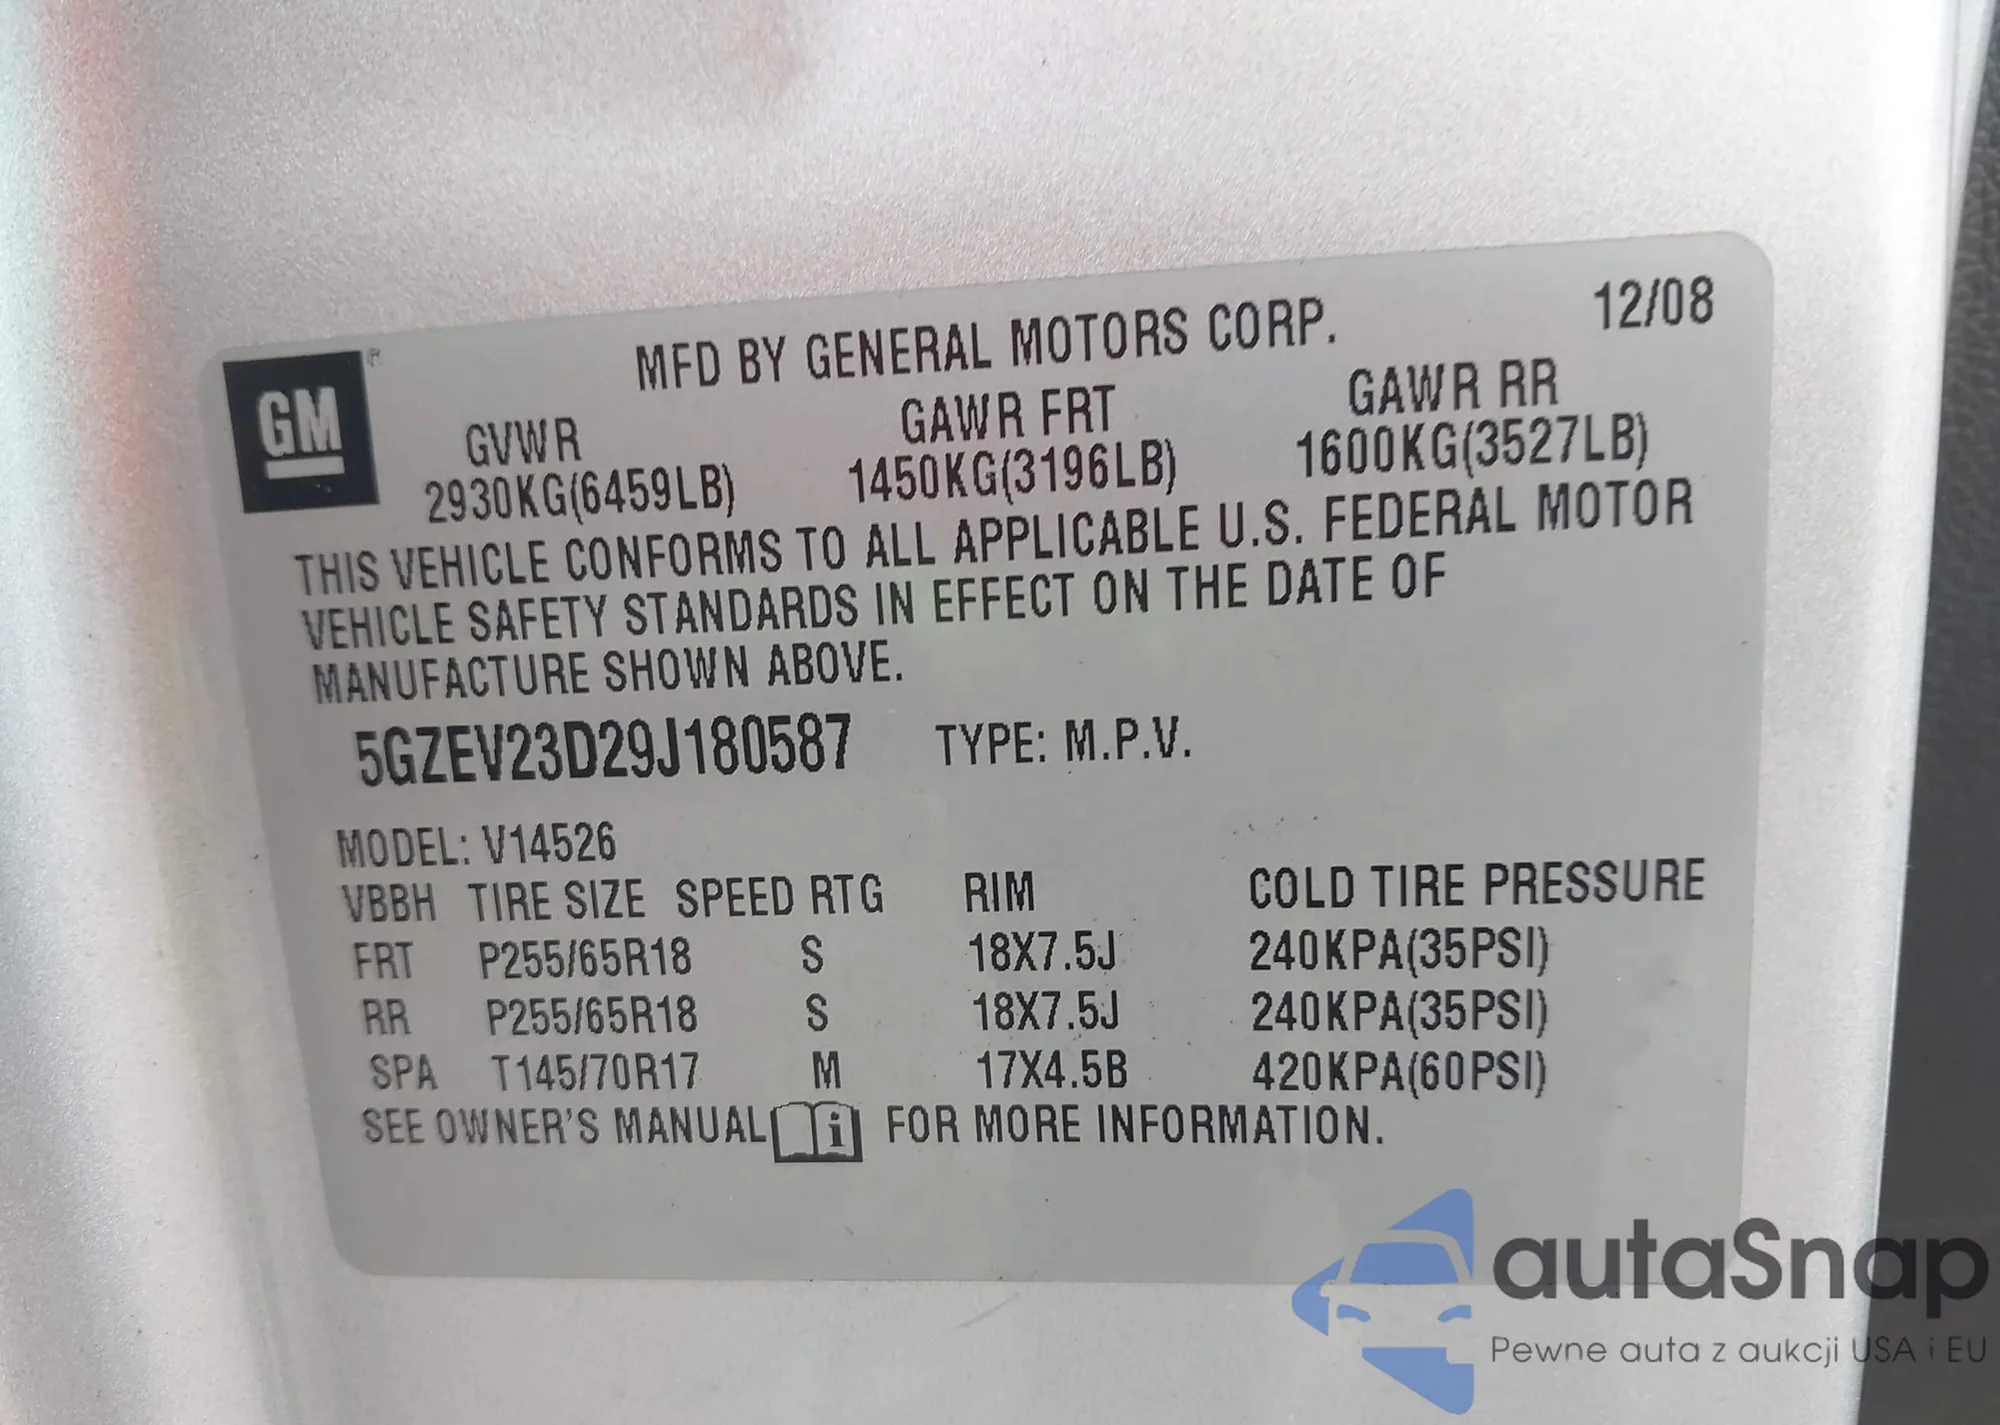 GM
®
MFD BY GENERAL MOTORS CORP. 12/08
GVWR GAWR FRT GAWR RR
2930KG(6459LB) 1450KG(3196LB) 1600KG(3527LB)
THIS VEHICLE CONFORMS TO ALL APPLICABLE U.S. FEDERAL MOTOR
VEHICLE SAFETY STANDARDS IN EFFECT ON THE DATE OF
MANUFACTURE SHOWN ABOVE.
5GZEV23D29J180587 TYPE: M.P.V.
MODEL: V14526
VBBH TIRE SIZE SPEED RTG RIM COLD TIRE PRESSURE
FRT P255/65R18 S 18X7.5J 240KPA(35PSI)
RR P255/65R18 S 18X7.5J 240KPA(35PSI)
SPA T145/70R17 M 17X4.5B 420KPA(60PSI)
SEE OWNER'S MANUAL i FOR MORE INFORMATION.
autaSnap
Pewne auta z aukcji USA i EU